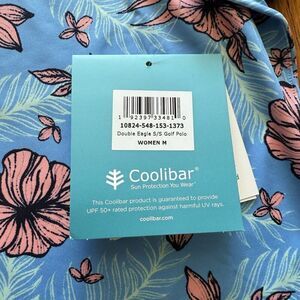 1 92397 33481 0
10824-548-153-1373
Double Eagle S/S Golf Polo
WOMEN M
Coolibar®
Sun Protection You Wear®
This Coolibar product is guaranteed to provide
UPF 50+ rated protection against harmful UV rays.
coolibar.com